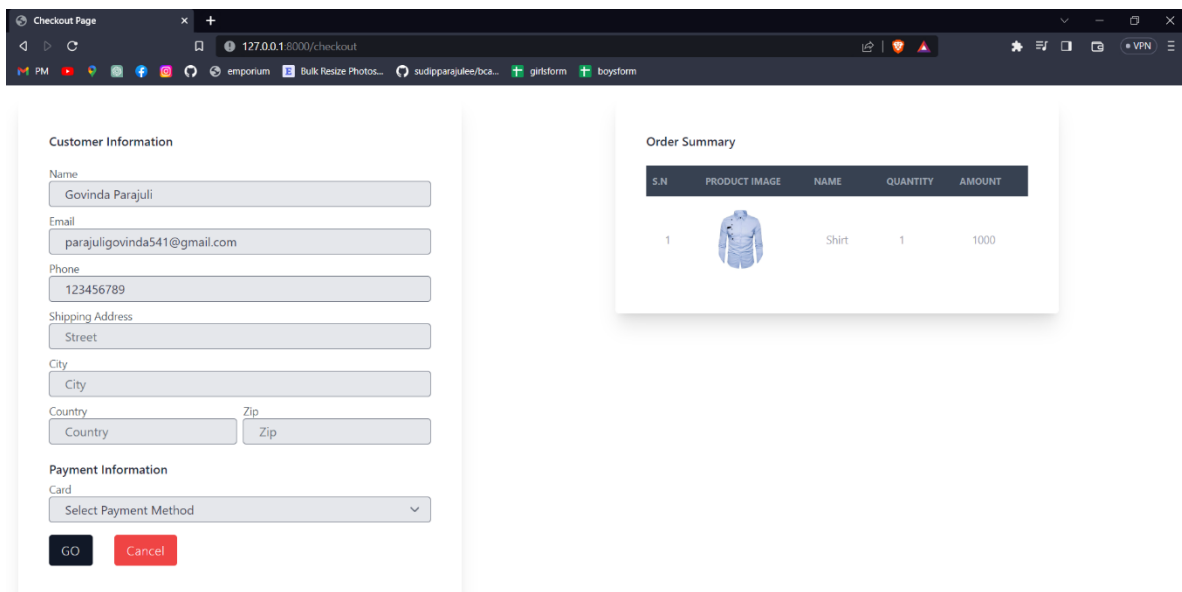 Checkout Page
127.0.0.1:8000/checkout
VPN
PM
emporium
E Bulk Resize Photos...
sudipparajulee/bca...
girlsform
boysform
Customer Information
Name
Govinda Parajuli
Email
parajuligovinda541@gmail.com
Phone
123456789
Shipping Address
Street
City
City
Country Zip
Country Zip
Payment Information
Card
Select Payment Method
GO Cancel
Order Summary
S.N PRODUCT IMAGE NAME QUANTITY AMOUNT
1 Shirt 1 1000